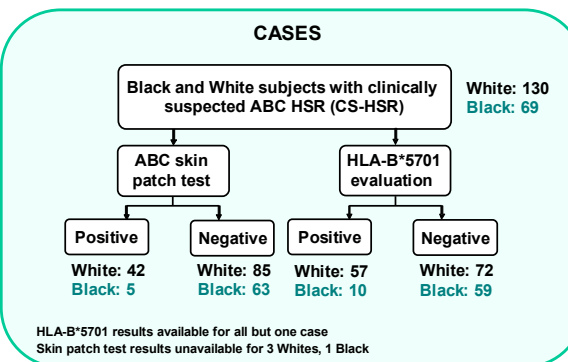 CASES
Black and White subjects with clinically
suspected ABC HSR (CS-HSR)
White: 130
Black: 69
ABC skin
patch test
HLA-B*5701
evaluation
Positive
Negative
Positive
Negative
White: 42
Black: 5
White: 85
Black: 63
White: 57
Black: 10
White: 72
Black: 59
HLA-B*5701 results available for all but one case
Skin patch test results unavailable for 3 Whites, 1 Black